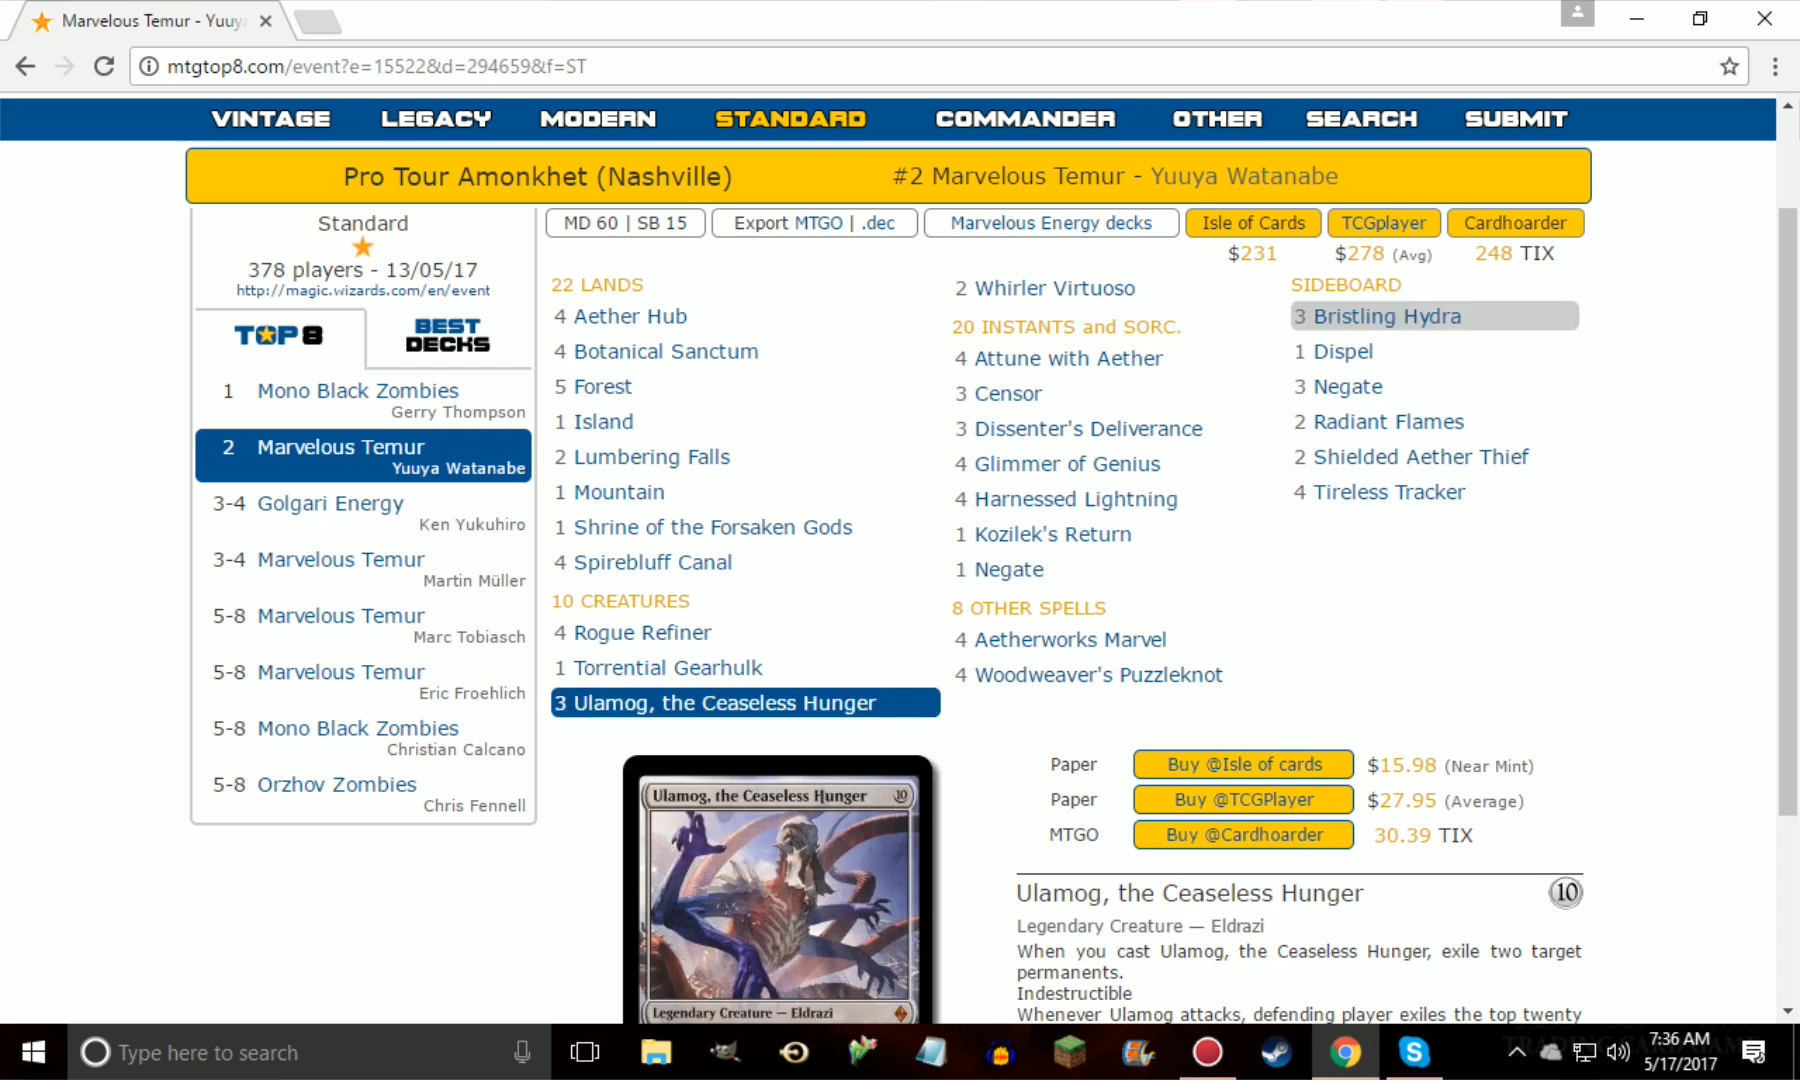 Marvelous Temur - Yuuya
mtgtop8.com/event?e=15522&d=294659&f=ST
VINTAGE LEGACY MODERN STANDARD COMMANDER OTHER SEARCH SUBMIT
Pro Tour Amonkhet (Nashville) #2 Marvelous Temur - Yuuya Watanabe
Standard
378 players - 13/05/17
http://magic.wizards.com/en/event
TOP 8
BEST DECKS
1 Mono Black Zombies
Gerry Thompson
2 Marvelous Temur
Yuuya Watanabe
3-4 Golgari Energy
Ken Yukuhiro
3-4 Marvelous Temur
Martin Müller
5-8 Marvelous Temur
Marc Tobiasch
5-8 Marvelous Temur
Eric Froehlich
5-8 Mono Black Zombies
Christian Calcano
5-8 Orzhov Zombies
Chris Fennell
MD 60 | SB 15 Export MTGO | .dec Marvelous Energy decks Isle of Cards TCGplayer Cardhoarder
$231 $278 (Avg) 248 TIX
22 LANDS
4 Aether Hub
4 Botanical Sanctum
5 Forest
1 Island
2 Lumbering Falls
1 Mountain
1 Shrine of the Forsaken Gods
4 Spirebluff Canal
10 CREATURES
4 Rogue Refiner
1 Torrential Gearhulk
3 Ulamog, the Ceaseless Hunger
2 Whirler Virtuoso
20 INSTANTS and SORC.
4 Attune with Aether
3 Censor
3 Dissenter's Deliverance
4 Glimmer of Genius
4 Harnessed Lightning
1 Kozilek's Return
1 Negate
8 OTHER SPELLS
4 Aetherworks Marvel
4 Woodweaver's Puzzleknot
SIDEBOARD
3 Bristling Hydra
1 Dispel
3 Negate
2 Radiant Flames
2 Shielded Aether Thief
4 Tireless Tracker
Ulamog, the Ceaseless Hunger 10
Legendary Creature — Eldrazi
Paper Buy @Isle of cards $15.98 (Near Mint)
Paper Buy @TCGPlayer $27.95 (Average)
MTGO Buy @Cardhoarder 30.39 TIX
Ulamog, the Ceaseless Hunger 10
Legendary Creature — Eldrazi
When you cast Ulamog, the Ceaseless Hunger, exile two target
permanents.
Indestructible
Whenever Ulamog attacks, defending player exiles the top twenty
Type here to search
7:36 AM
5/17/2017